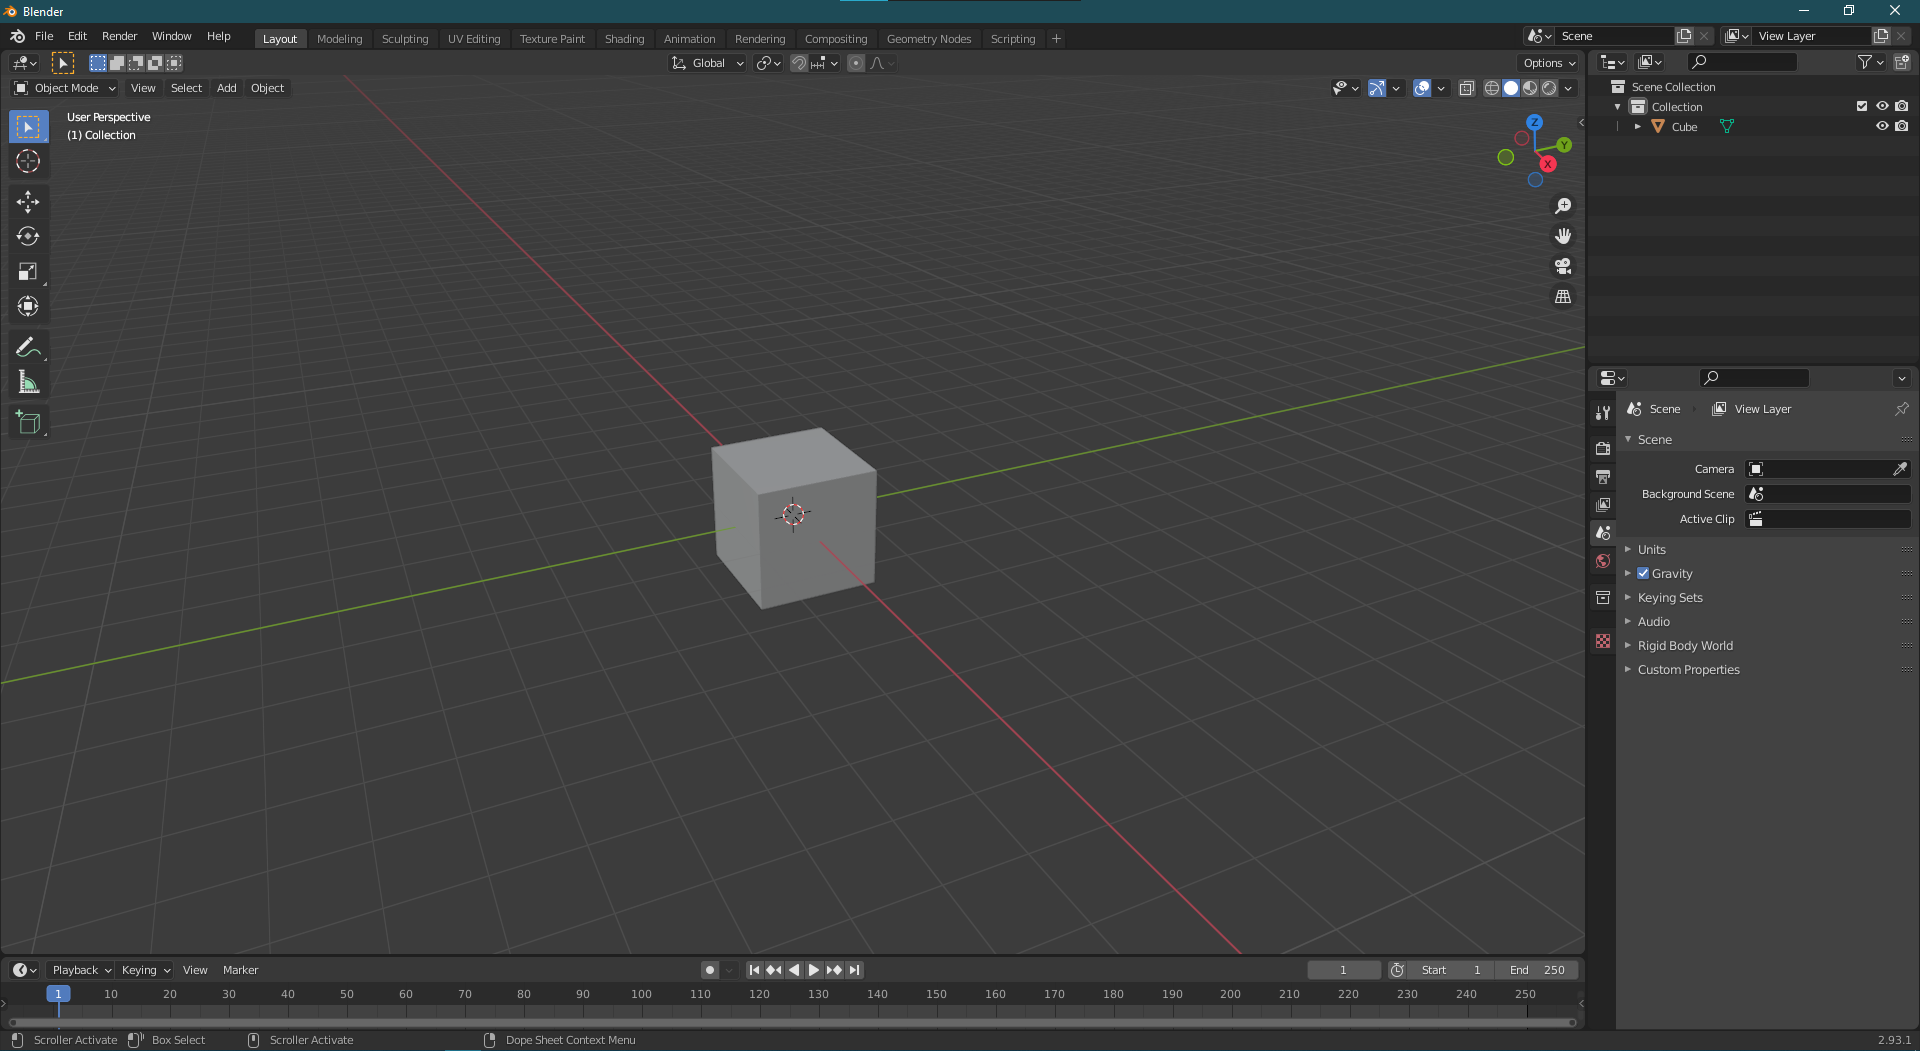 Blender
File Edit Render Window Help
Layout Modeling Sculpting UV Editing Texture Paint Shading Animation Rendering Compositing Geometry Nodes Scripting +
Scene
View Layer
Global
Options
Object Mode View Select Add Object
User Perspective
(1) Collection
Z
Y
X
Scene Collection
Collection
Cube
Scene View Layer
Scene
Camera
Background Scene
Active Clip
Units
Gravity
Keying Sets
Audio
Rigid Body World
Custom Properties
Playback Keying View Marker
1 Start 1 End 250
1 10 20 30 40 50 60 70 80 90 100 110 120 130 140 150 160 170 180 190 200 210 220 230 240 250
Scroller Activate Box Select Scroller Activate Dope Sheet Context Menu 2.93.1